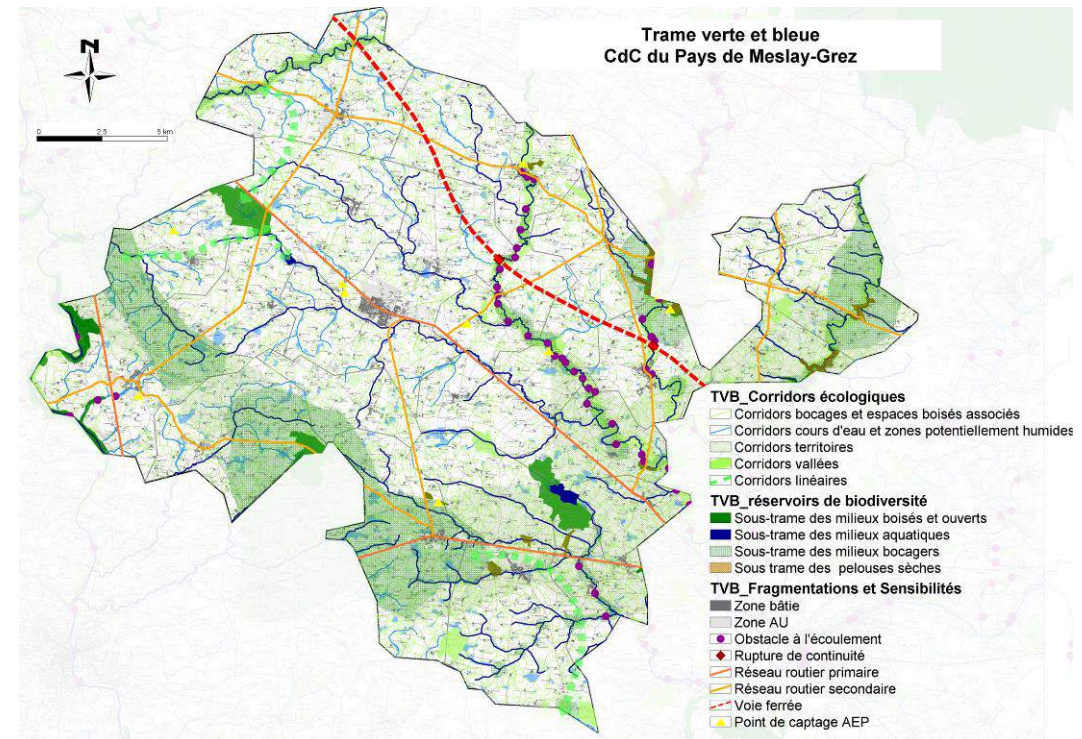 Trame verte et bleue
CdC du Pays de Meslay-Grez
N
0 2,5 5 km
TVB_Corridors écologiques
Corridors bocages et espaces boisés associés
Corridors cours d'eau et zones potentiellement humides
Corridors territoires
Corridors vallées
Corridors linéaires
TVB_réservoirs de biodiversité
Sous-trame des milieux boisés et ouverts
Sous-trame des milieux aquatiques
Sous-trame des milieux bocagers
Sous trame des pelouses sèches
TVB_Fragmentations et Sensibilités
Zone bâtie
Zone AU
Obstacle à l'écoulement
Rupture de continuité
Réseau routier primaire
Réseau routier secondaire
Voie ferrée
Point de captage AEP